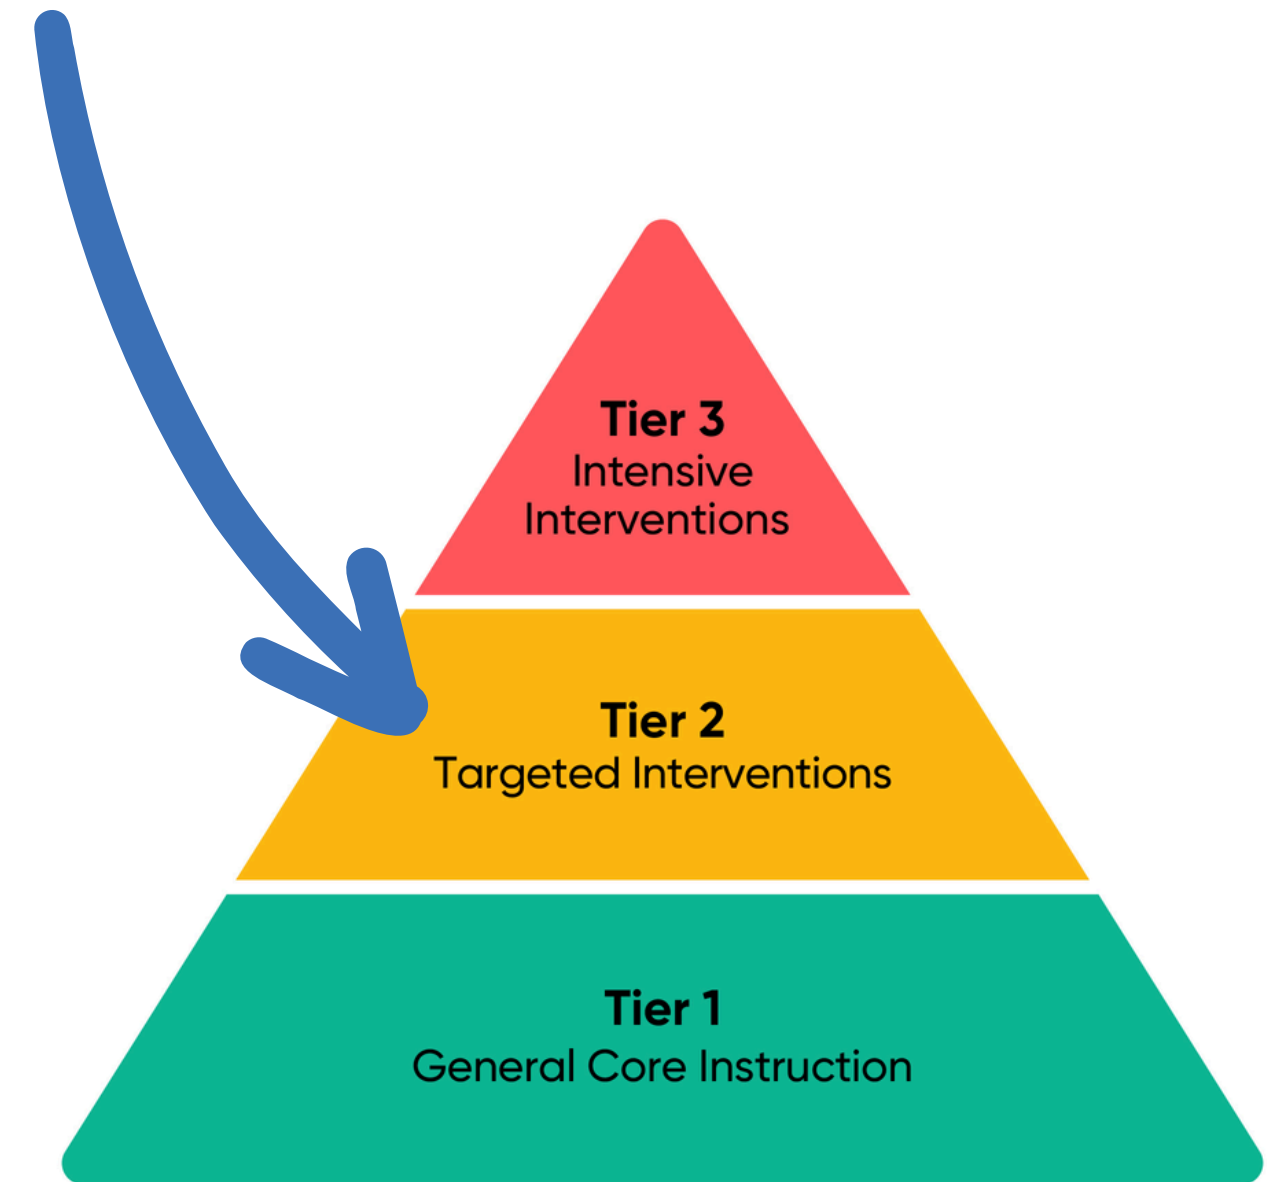 Tier 3
Intensive
Interventions
Tier 2
Targeted Interventions
Tier 1
General Core Instruction